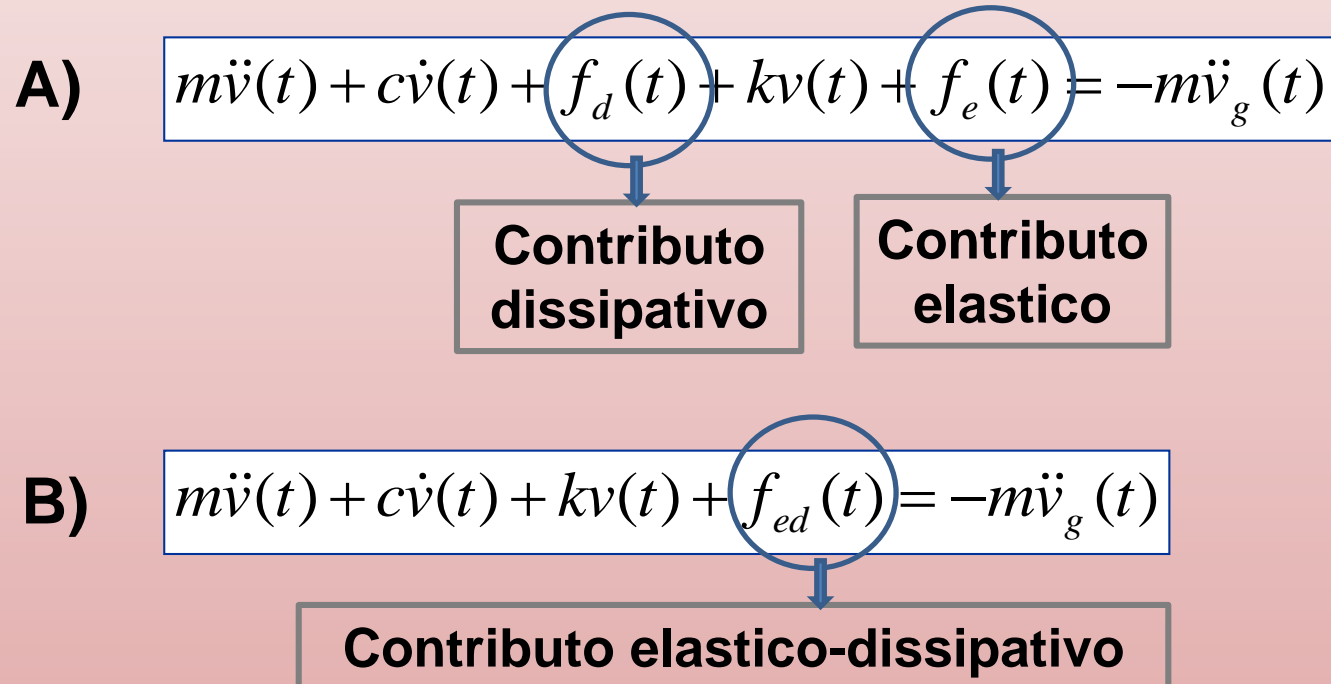 A) mv̈(t) + cv̇(t) + f_d(t) + kv(t) + f_e(t) = −mv̈_g(t)
Contributo
dissipativo
Contributo
elastico
B) mv̈(t) + cv̇(t) + kv(t) + f_ed(t) = −mv̈_g(t)
Contributo elastico-dissipativo